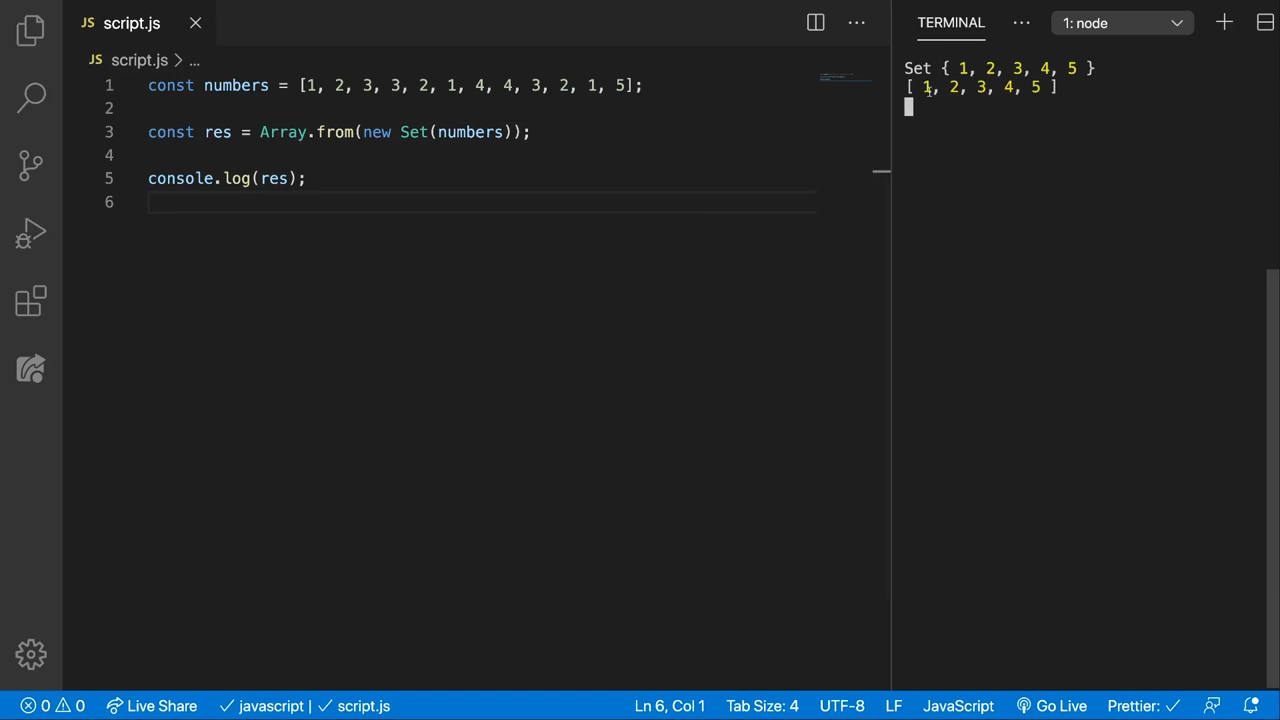 JS script.js
TERMINAL
1: node
JS script.js > ...
1 const numbers = [1, 2, 3, 3, 2, 1, 4, 4, 3, 2, 1, 5];
2
3 const res = Array.from(new Set(numbers));
4
5 console.log(res);
6
Set { 1, 2, 3, 4, 5 }
[ 1, 2, 3, 4, 5 ]
0 0 Live Share javascript | script.js Ln 6, Col 1 Tab Size: 4 UTF-8 LF JavaScript Go Live Prettier: